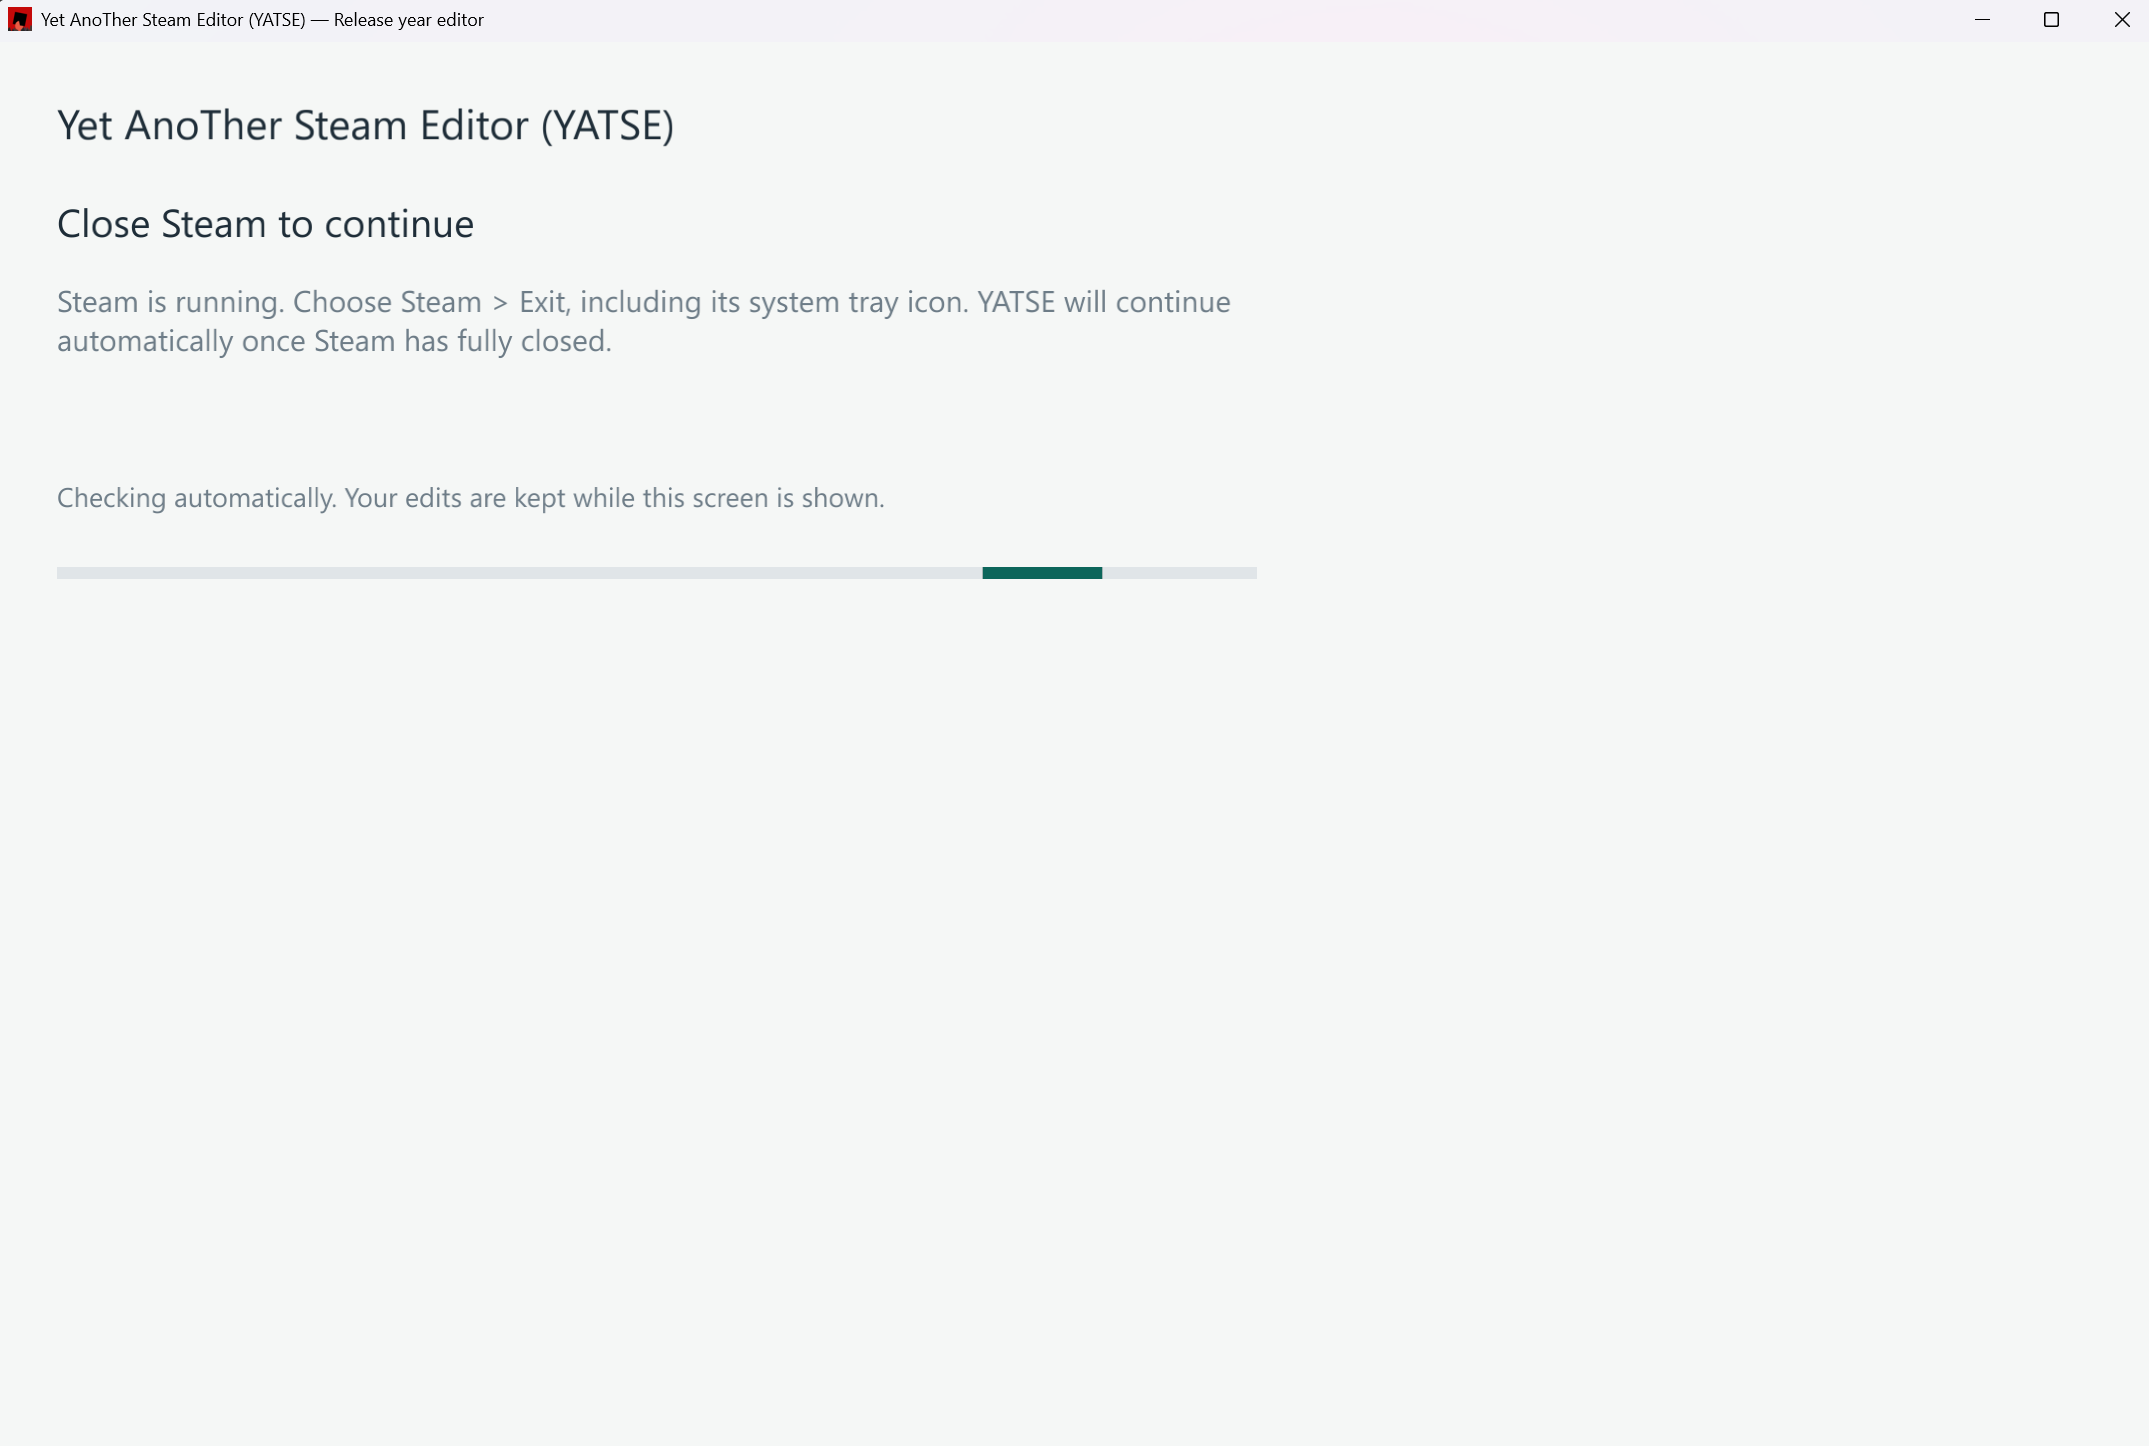 Yet AnoTher Steam Editor (YATSE) — Release year editor
Yet AnoTher Steam Editor (YATSE)
Close Steam to continue
Steam is running. Choose Steam > Exit, including its system tray icon. YATSE will continue
automatically once Steam has fully closed.
Checking automatically. Your edits are kept while this screen is shown.